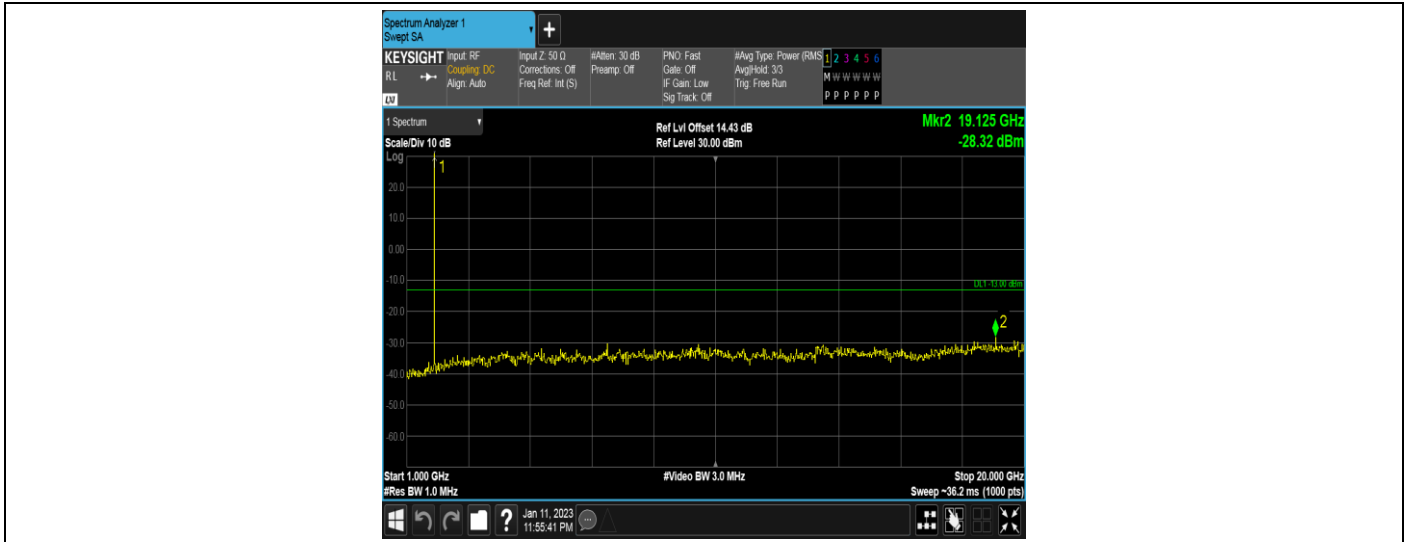 Spectrum Analyzer 1
Swept SA
+
KEYSIGHT Input: RF Input Z: 50 Ω #Atten: 30 dB PNO: Fast #Avg Type: Power (RMS 1 2 3 4 5 6
RL Coupling: DC Corrections: Off Preamp: Off Gate: Off Avg|Hold: 3/3 M W W W W W
Align: Auto Freq Ref: Int (S) IF Gain: Low Trig: Free Run
LXI Sig Track: Off P P P P P P
1 Spectrum Ref Lvl Offset 14.43 dB Mkr2 19.125 GHz
Scale/Div 10 dB Ref Level 30.00 dBm -28.32 dBm
Log
1
20.0
10.0
0.00
-10.0
DL1 -13.00 dBm
-20.0
2
-30.0
-40.0
-50.0
-60.0
Start 1.000 GHz #Video BW 3.0 MHz Stop 20.000 GHz
#Res BW 1.0 MHz Sweep ~36.2 ms (1000 pts)
? Jan 11, 2023
11:55:41 PM